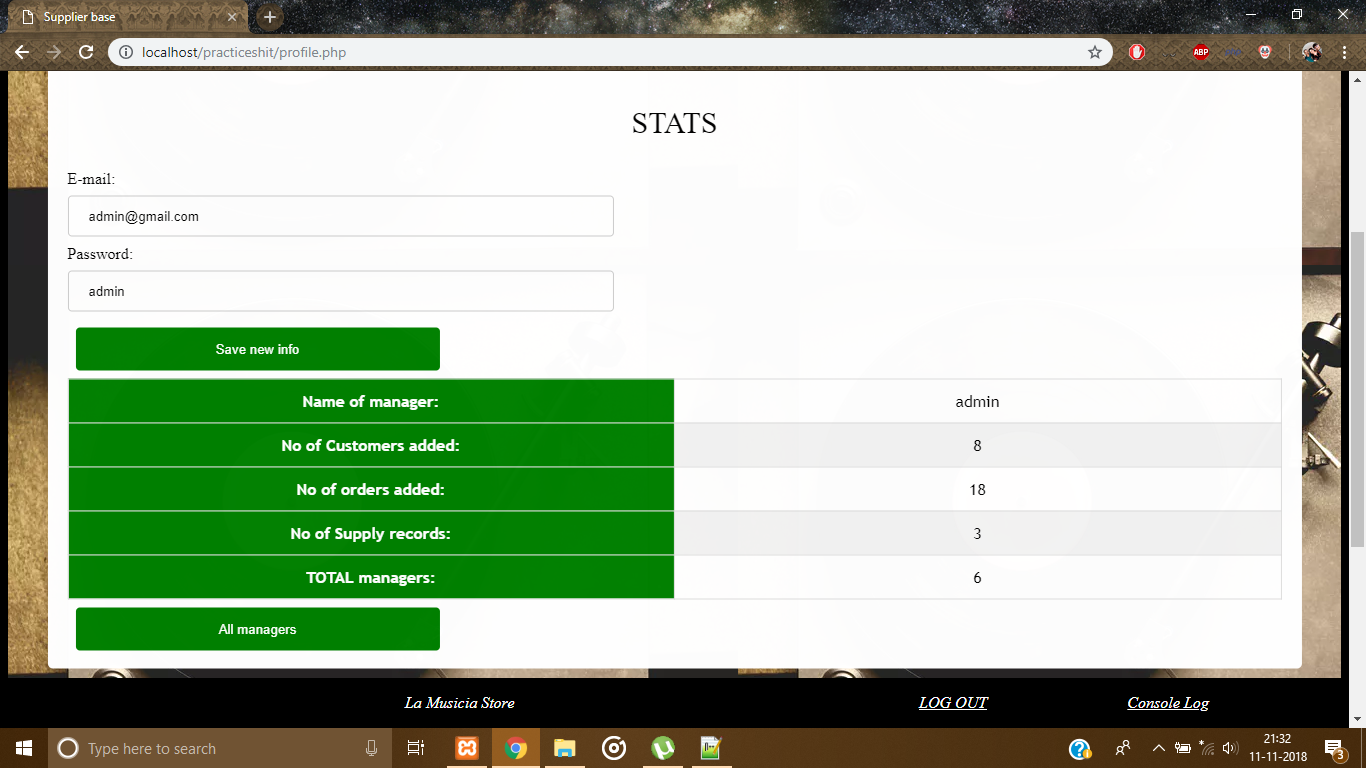 Supplier base
localhost/practiceshit/profile.php
ABP
STATS
E-mail:
admin@gmail.com
Password:
admin
Save new info
Name of manager: admin
No of Customers added: 8
No of orders added: 18
No of Supply records: 3
TOTAL managers: 6
All managers
La Musicia Store LOG OUT Console Log
Type here to search
21:32
11-11-2018
3